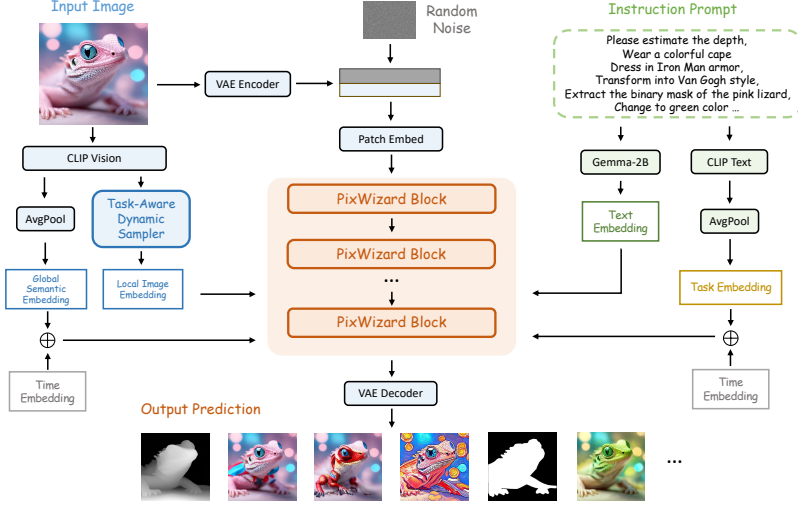 Input Image
Random
Noise
Instruction Prompt
Please estimate the depth,
Wear a colorful cape
Dress in Iron Man armor,
Transform into Van Gogh style,
Extract the binary mask of the pink lizard,
Change to green color ...
VAE Encoder
CLIP Vision
Patch Embed
Gemma-2B
CLIP Text
AvgPool
Task-Aware
Dynamic
Sampler
PixWizard Block
PixWizard Block
...
PixWizard Block
Text
Embedding
AvgPool
Global
Semantic
Embedding
Local Image
Embedding
Task Embedding
Time
Embedding
Time
Embedding
VAE Decoder
Output Prediction
...